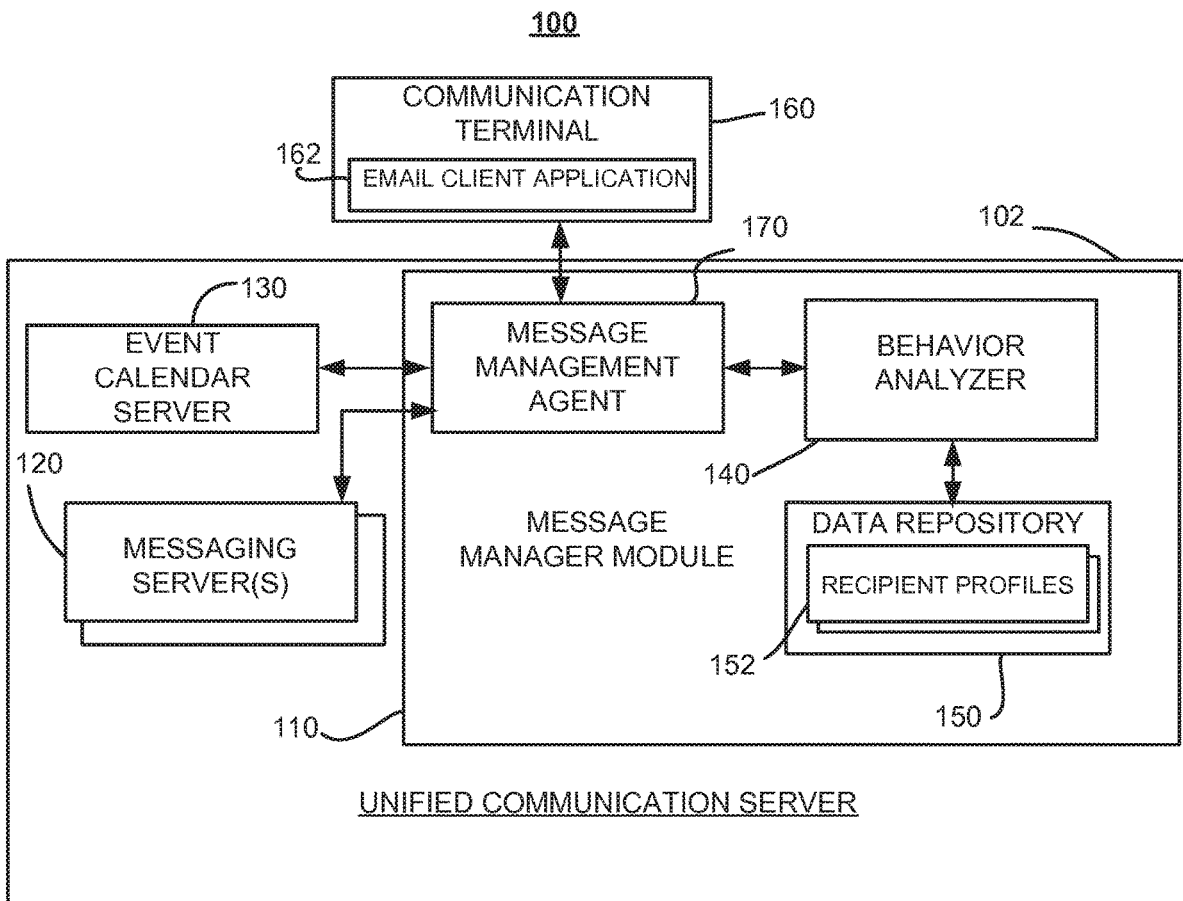 100
COMMUNICATION
TERMINAL
160
162
EMAIL CLIENT APPLICATION
170
102
130
EVENT
CALENDAR
SERVER
MESSAGE
MANAGEMENT
AGENT
BEHAVIOR
ANALYZER
120
140
MESSAGING
SERVER(S)
MESSAGE
MANAGER MODULE
DATA REPOSITORY
RECIPIENT PROFILES
152
150
110
UNIFIED COMMUNICATION SERVER